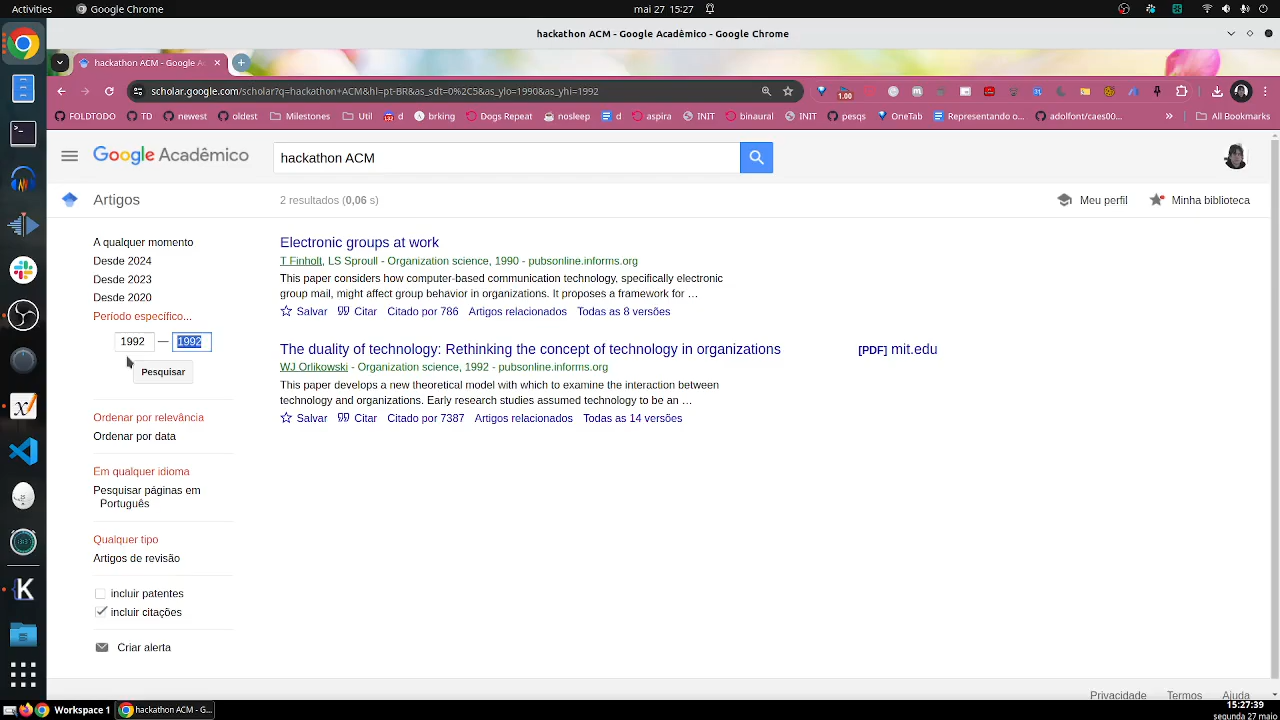 Activities
Google Chrome
mai 27 15:27
hackathon ACM - Google Acadêmico - Google Chrome
hackathon ACM - Google A
scholar.google.com/scholar?q=hackathon+ACM&hl=pt-BR&as_sdt=0%2C5&as_ylo=1990&as_yhi=1992
1.00
FOLDTODO
TD
newest
oldest
Milestones
Util
d
brking
Dogs Repeat
nosleep
d
aspira
INIT
binaural
INIT
pesqs
OneTab
Representando o...
adolfont/caes00...
»
All Bookmarks
Google Acadêmico
hackathon ACM
Artigos
2 resultados (0,06 s)
Meu perfil
Minha biblioteca
A qualquer momento
Desde 2024
Desde 2023
Desde 2020
Período específico...
1992 — 1992
Pesquisar
Ordenar por relevância
Ordenar por data
Em qualquer idioma
Pesquisar páginas em
Português
Qualquer tipo
Artigos de revisão
incluir patentes
incluir citações
Criar alerta
Electronic groups at work
T Finholt, LS Sproull - Organization science, 1990 - pubsonline.informs.org
This paper considers how computer-based communication technology, specifically electronic
group mail, might affect group behavior in organizations. It proposes a framework for …
Salvar Citar Citado por 786 Artigos relacionados Todas as 8 versões
The duality of technology: Rethinking the concept of technology in organizations
[PDF] mit.edu
WJ Orlikowski - Organization science, 1992 - pubsonline.informs.org
This paper develops a new theoretical model with which to examine the interaction between
technology and organizations. Early research studies assumed technology to be an …
Salvar Citar Citado por 7387 Artigos relacionados Todas as 14 versões
Privacidade Termos Ajuda
Workspace 1
hackathon ACM - G...
15:27:39
segunda 27 maio